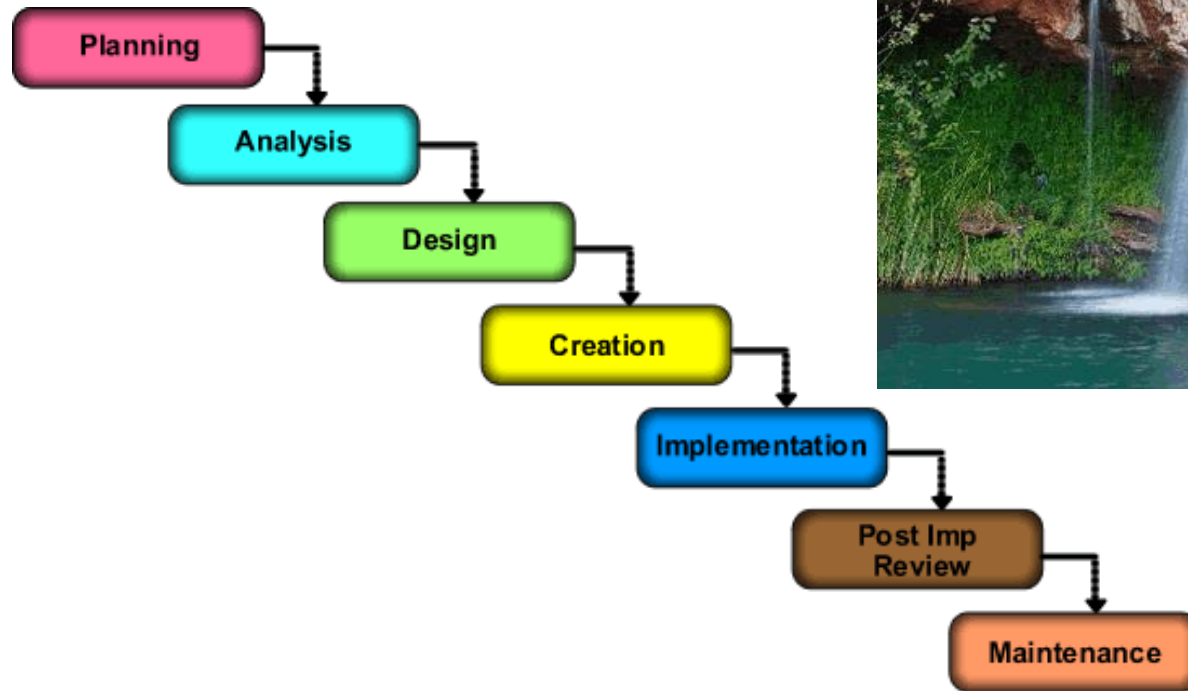 Planning
Analysis
Design
Creation
Implementation
Post Imp
Review
Maintenance